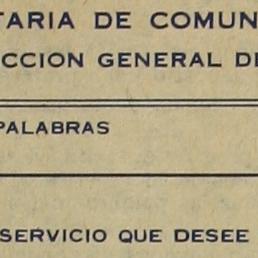 TARIA DE COMUN
CCION GENERAL DE
PALABRAS
SERVICIO QUE DESEE